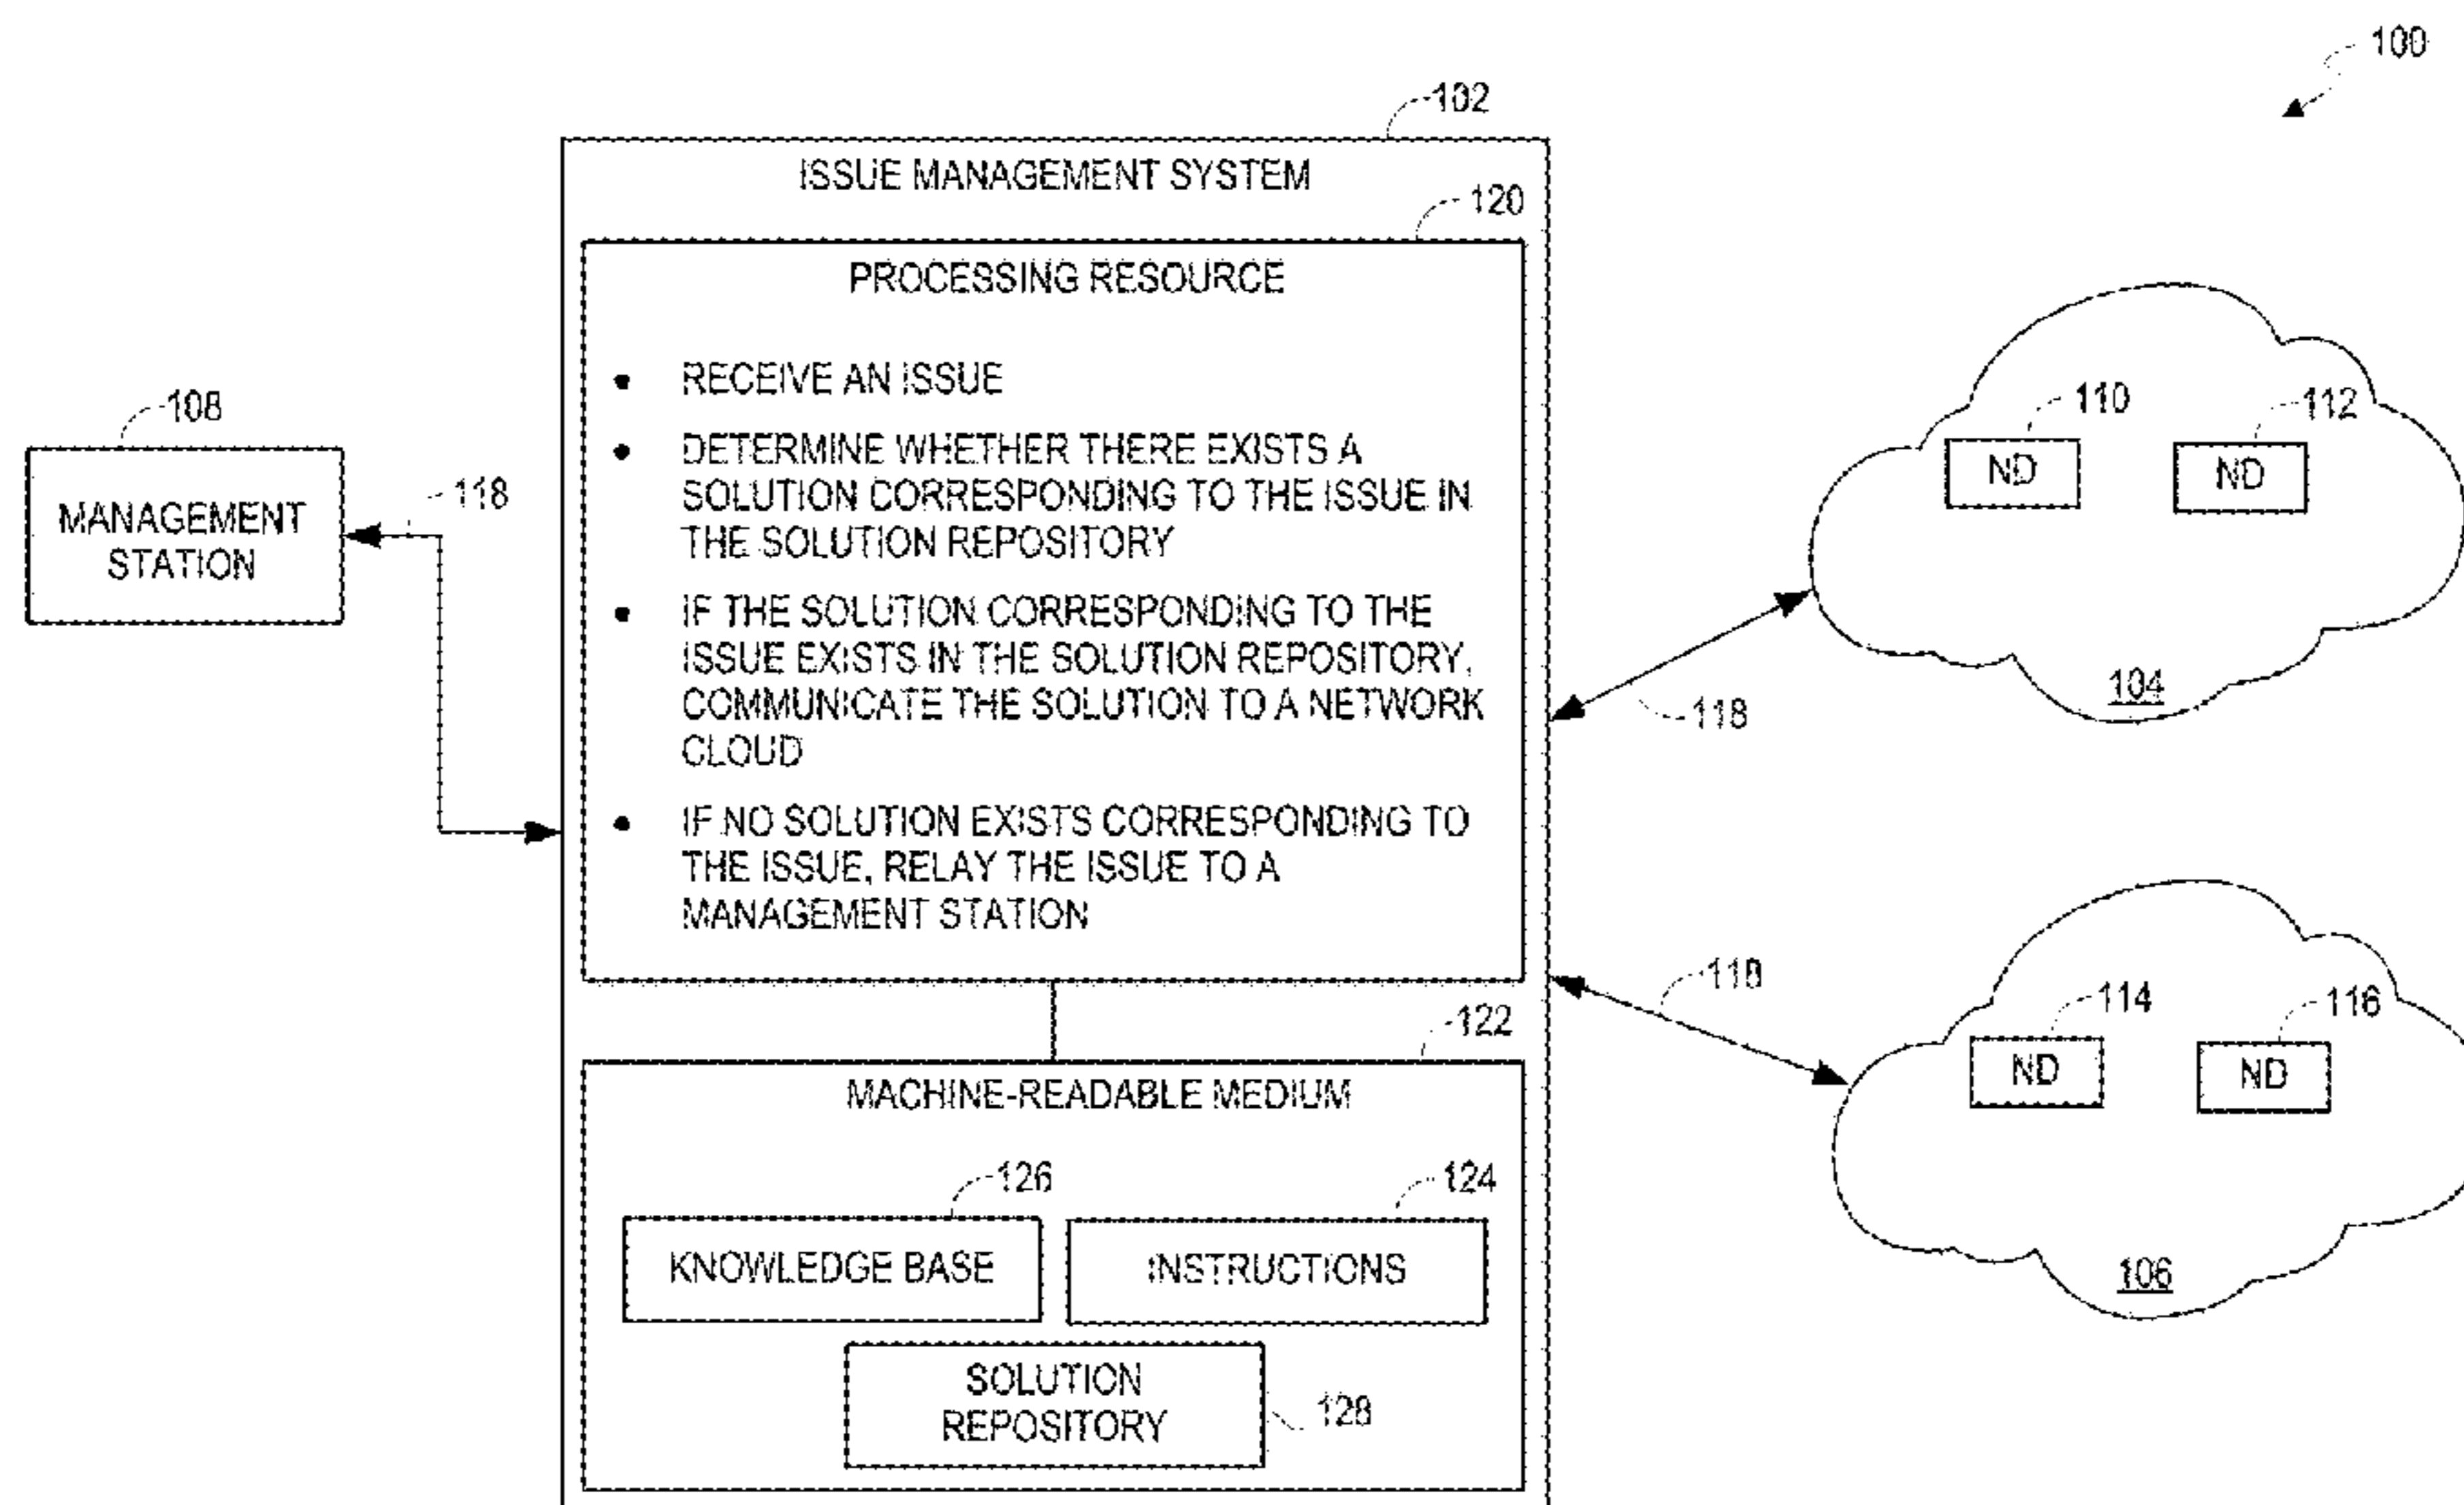 100
102
ISSUE MANAGEMENT SYSTEM
120
PROCESSING RESOURCE
• RECEIVE AN ISSUE
• DETERMINE WHETHER THERE EXISTS A
SOLUTION CORRESPONDING TO THE ISSUE IN
THE SOLUTION REPOSITORY
• IF THE SOLUTION CORRESPONDING TO THE
ISSUE EXISTS IN THE SOLUTION REPOSITORY,
COMMUNICATE THE SOLUTION TO A NETWORK
CLOUD
• IF NO SOLUTION EXISTS CORRESPONDING TO
THE ISSUE, RELAY THE ISSUE TO A
MANAGEMENT STATION
108
MANAGEMENT
STATION
118
110
ND
112
ND
104
118
118
114
ND
116
ND
106
122
MACHINE-READABLE MEDIUM
126
KNOWLEDGE BASE
124
INSTRUCTIONS
SOLUTION
REPOSITORY
128